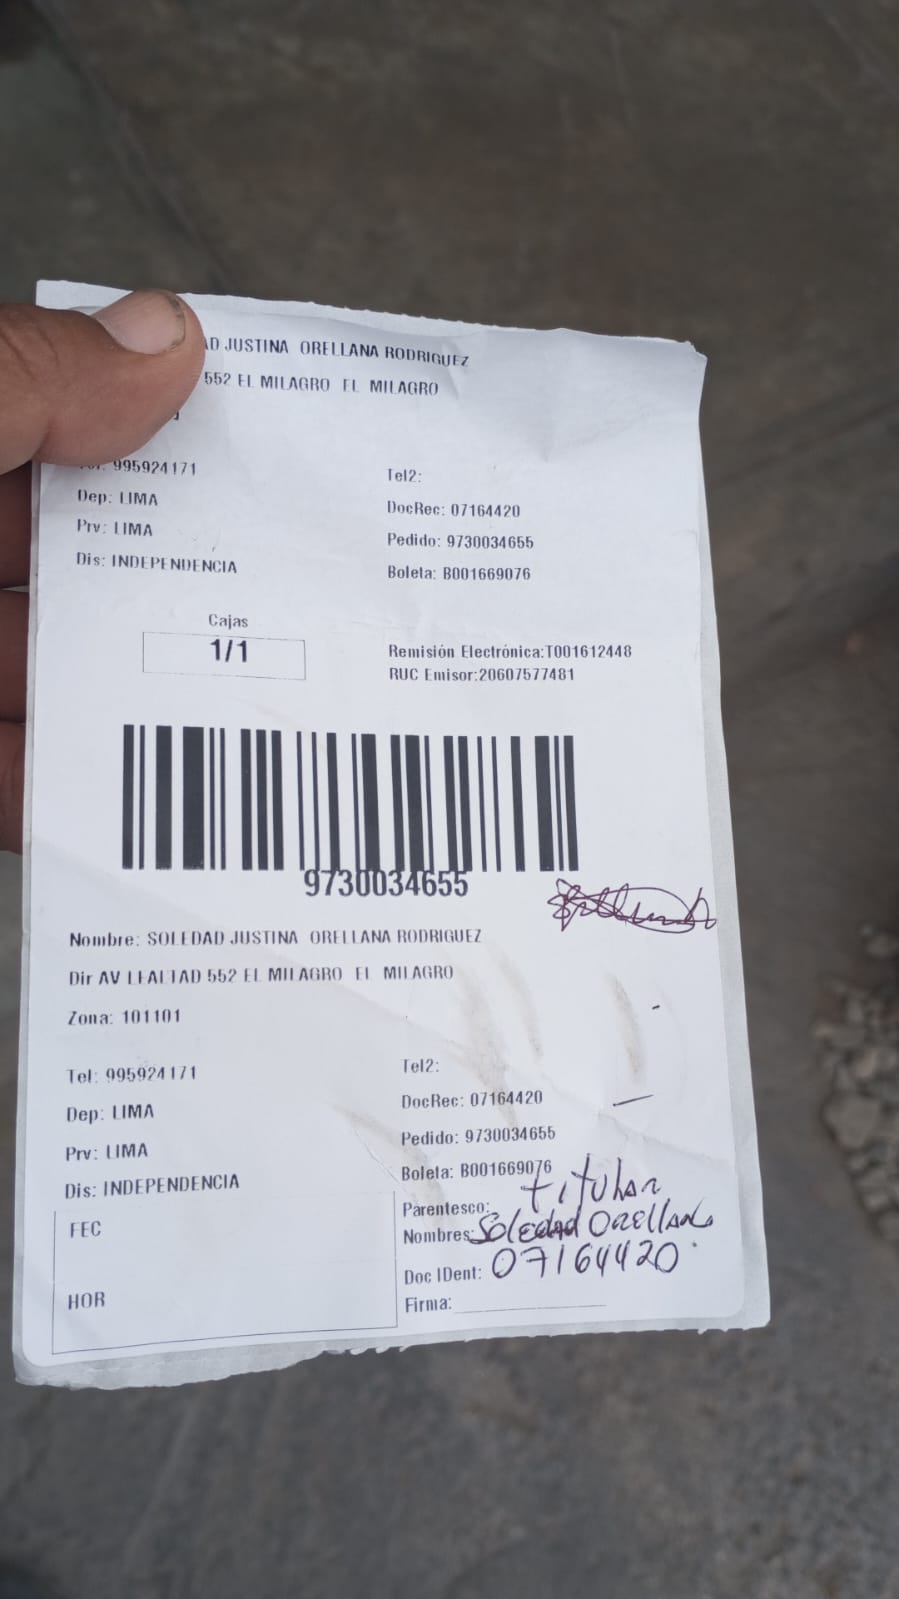 JUSTINA ORELLANA RODRIGUEZ
552 EL MILAGRO EL MILAGRO
995924171 Tel2:
Dep: LIMA DocRec: 07164420
Prv: LIMA Pedido: 9730034655
Dis: INDEPENDENCIA Boleta: B001669076
Cajas
1/1
Remisión Electrónica:T001612448
RUC Emisor:20607577481
9730034655
Nombre: SOLEDAD JUSTINA ORELLANA RODRIGUEZ
Dir AV LEALTAD 552 EL MILAGRO EL MILAGRO
Zona: 101101
Tel: 995924171 Tel2:
Dep: LIMA DocRec: 07164420
Prv: LIMA Pedido: 9730034655
Dis: INDEPENDENCIA Boleta: B001669076
FEC
HOR
Parentesco: titular
Nombres: Soledad Orellana
Doc IDent: 07164420
Firma: